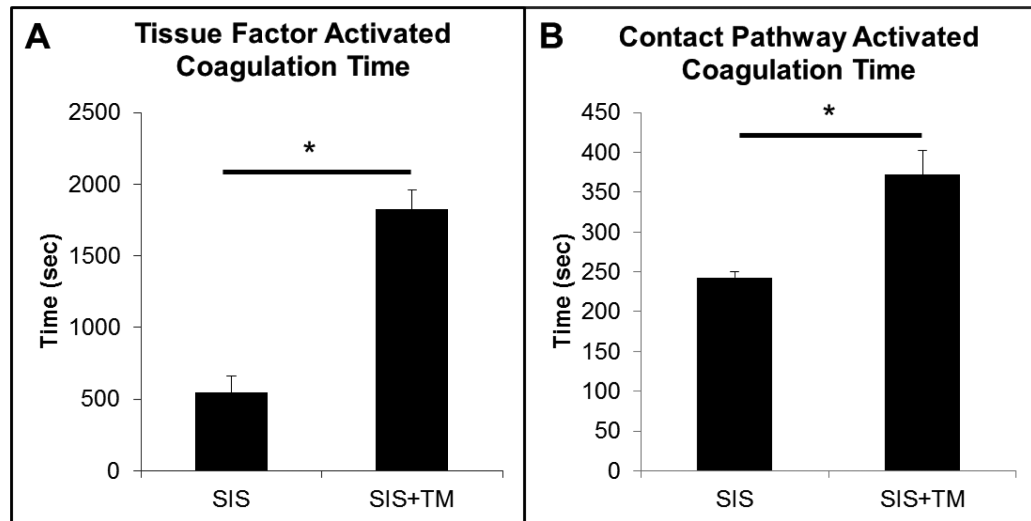 A
Tissue Factor Activated
Coagulation Time
2500
2000
1500
1000
500
0
Time (sec)
*
SIS
SIS+TM
B
Contact Pathway Activated
Coagulation Time
450
400
350
300
250
200
150
100
50
0
Time (sec)
*
SIS
SIS+TM